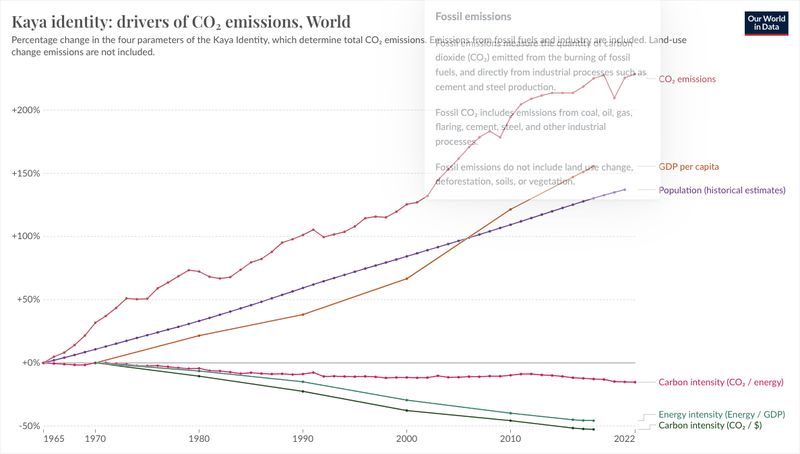 Kaya identity: drivers of CO₂ emissions, World
Percentage change in the four parameters of the Kaya Identity, which determine total CO₂ emissions. Emissions from fossil fuels and industry are included. Land-use
change emissions are not included.
Our World
in Data
Fossil emissions
Fossil emissions measure the quantity of carbon
dioxide (CO₂) emitted from the burning of fossil
fuels, and directly from industrial processes such as
cement and steel production.
Fossil CO₂ includes emissions from coal, oil, gas,
flaring, cement, steel, and other industrial
processes.
Fossil emissions do not include land use change,
deforestation, soils, or vegetation.
+200%
+150%
+100%
+50%
+0%
-50%
CO₂ emissions
GDP per capita
Population (historical estimates)
Carbon intensity (CO₂ / energy)
Energy intensity (Energy / GDP)
Carbon intensity (CO₂ / $)
1965
1970
1980
1990
2000
2010
2022